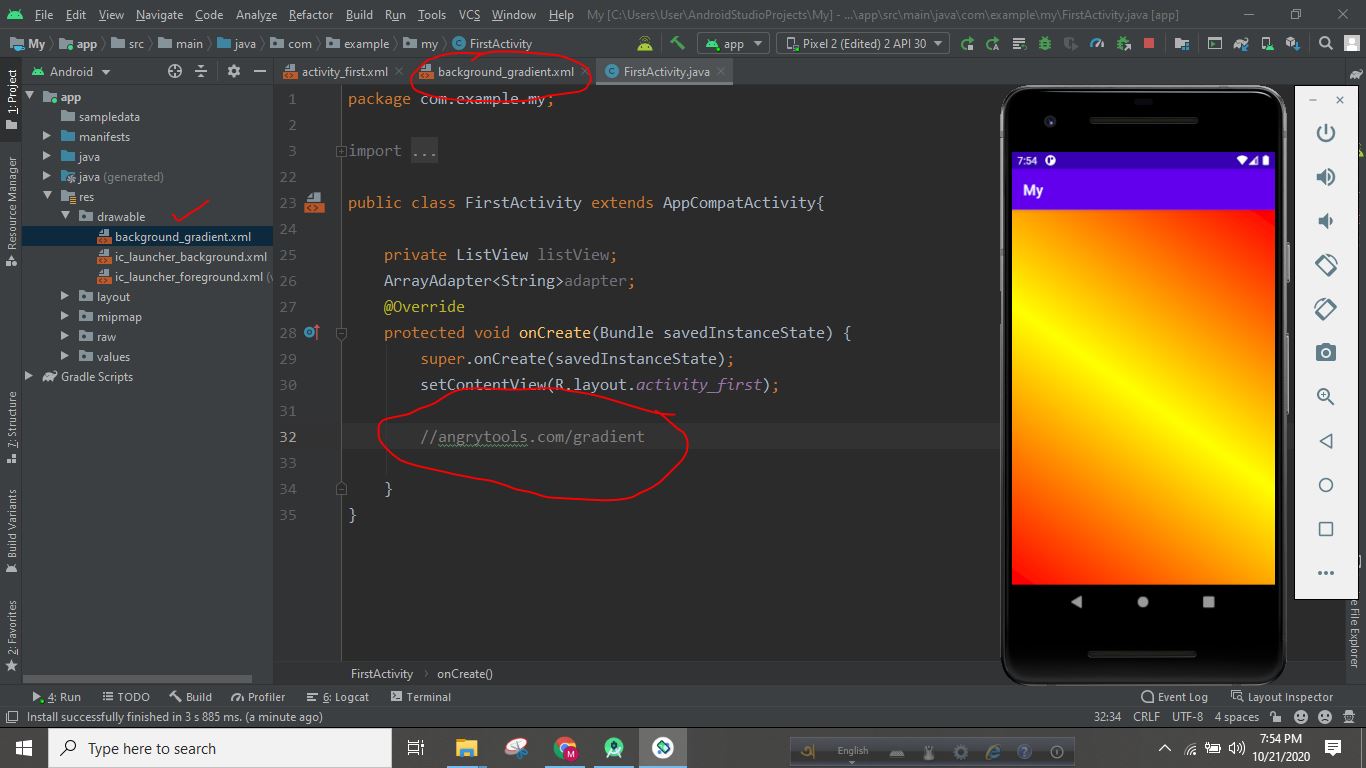 File Edit View Navigate Code Analyze Refactor Build Run Tools VCS Window Help My [C:\Users\User\AndroidStudioProjects\My] - ...\app\src\main\java\com\example\my\FirstActivity.java [app]
My app src main java com example my FirstActivity app Pixel 2 (Edited) 2 API 30
Android
activity_first.xml background_gradient.xml FirstActivity.java
1: Project
Resource Manager
7: Structure
Build Variants
2: Favorites
app
sampledata
manifests
java
java (generated)
res
drawable
background_gradient.xml
ic_launcher_background.xml
ic_launcher_foreground.xml (v
layout
mipmap
raw
values
Gradle Scripts
1 package com.example.my;
2
3 import ...
22
23 public class FirstActivity extends AppCompatActivity{
24
25 private ListView listView;
26 ArrayAdapter<String>adapter;
27 @Override
28 protected void onCreate(Bundle savedInstanceState) {
29 super.onCreate(savedInstanceState);
30 setContentView(R.layout.activity_first);
31
32 //angrytools.com/gradient
33
34 }
35 }
7:54
My
File Explorer
FirstActivity onCreate()
4: Run TODO Build Profiler 6: Logcat Terminal Event Log Layout Inspector
Install successfully finished in 3 s 885 ms. (a minute ago) 32:34 CRLF UTF-8 4 spaces
Type here to search
English
7:54 PM
10/21/2020